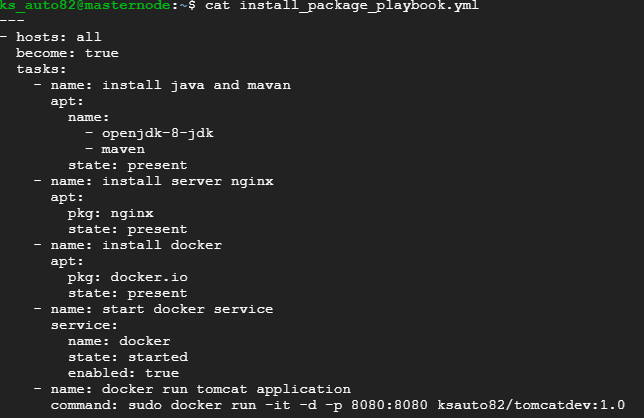 ks_auto82@masternode:~$ cat install_package_playbook.yml
---
- hosts: all
  become: true
  tasks:
    - name: install java and mavan
      apt:
        name:
          - openjdk-8-jdk
          - maven
        state: present
    - name: install server nginx
      apt:
        pkg: nginx
        state: present
    - name: install docker
      apt:
        pkg: docker.io
        state: present
    - name: start docker service
      service:
        name: docker
        state: started
        enabled: true
    - name: docker run tomcat application
      command: sudo docker run -it -d -p 8080:8080 ksauto82/tomcatdev:1.0